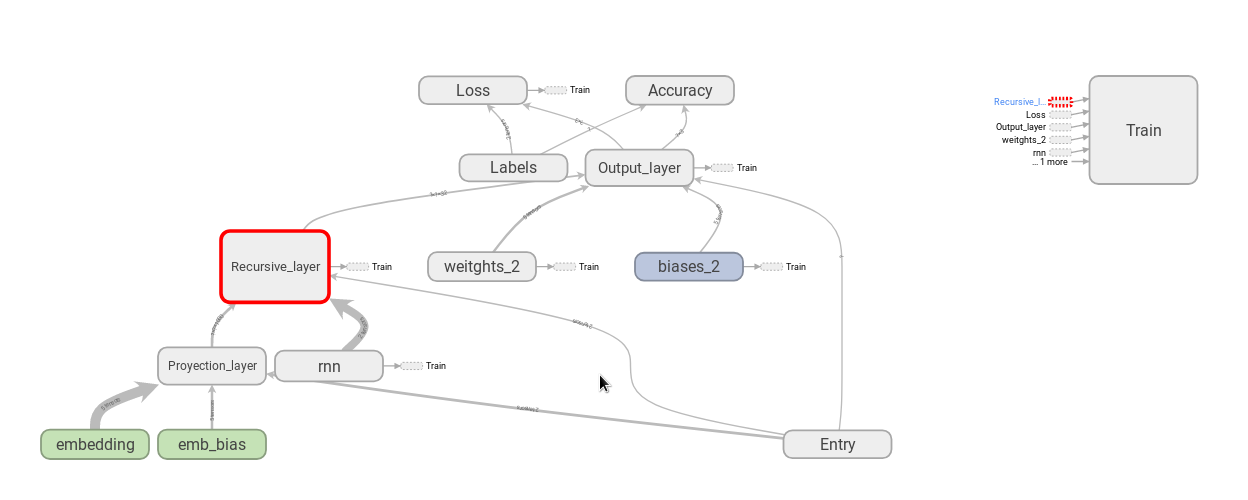 Loss
Train
Accuracy
Recursive_l...
Loss
Output_layer
weitghts_2
rnn
... 1 more
Train
Labels
Output_layer
Train
Recursive_layer
Train
weitghts_2
Train
biases_2
Train
Proyection_layer
rnn
Train
embedding
emb_bias
Entry